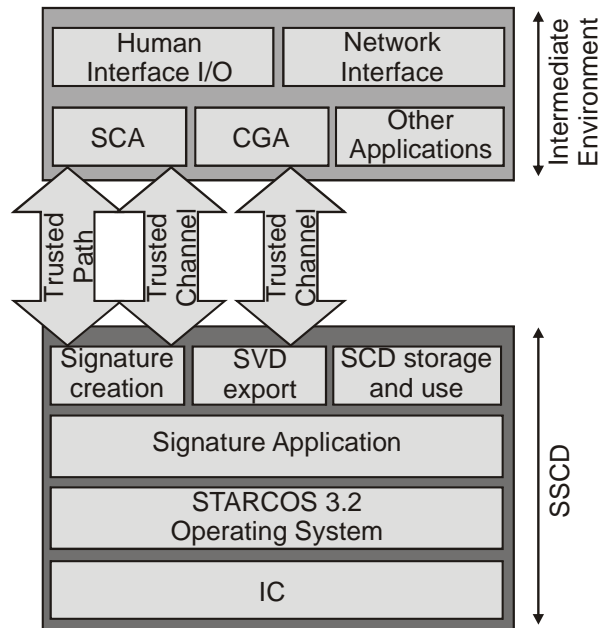 Human
Interface I/O
Network
Interface
SCA
CGA
Other
Applications
Intermediate
Environment
Trusted
Path
Trusted
Channel
Trusted
Channel
Signature
creation
SVD
export
SCD storage
and use
Signature Application
STARCOS 3.2
Operating System
IC
SSCD